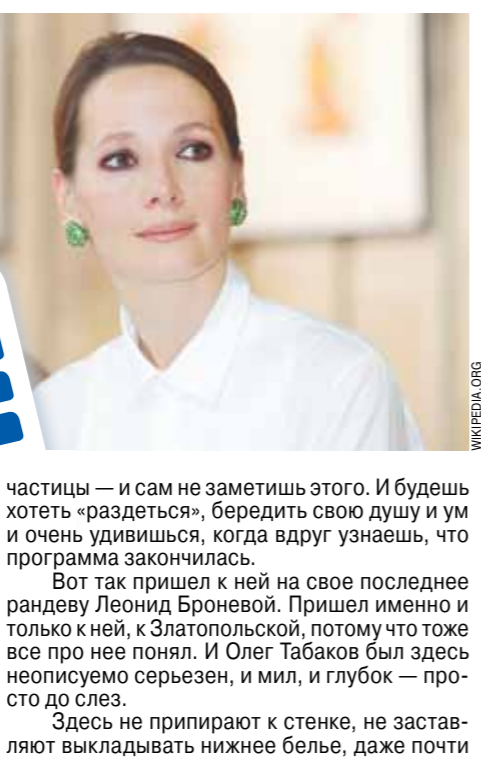 WIKIPEDIA.ORG
частицы — и сам не заметишь этого. И будешь
хотеть «раздеться», бередить свою душу и ум
и очень удивишься, когда вдруг узнаешь, что
программа закончилась.
Вот так пришел к ней на свое последнее
рандеву Леонид Броневой. Пришел именно и
только к ней, к Златопольской, потому что тоже
все про нее понял. И Олег Табаков был здесь
неописуемо серьезен, и мил, и глубок — про-
сто до слез.
Здесь не припирают к стенке, не застав-
ляют выкладывать нижнее белье, даже почти